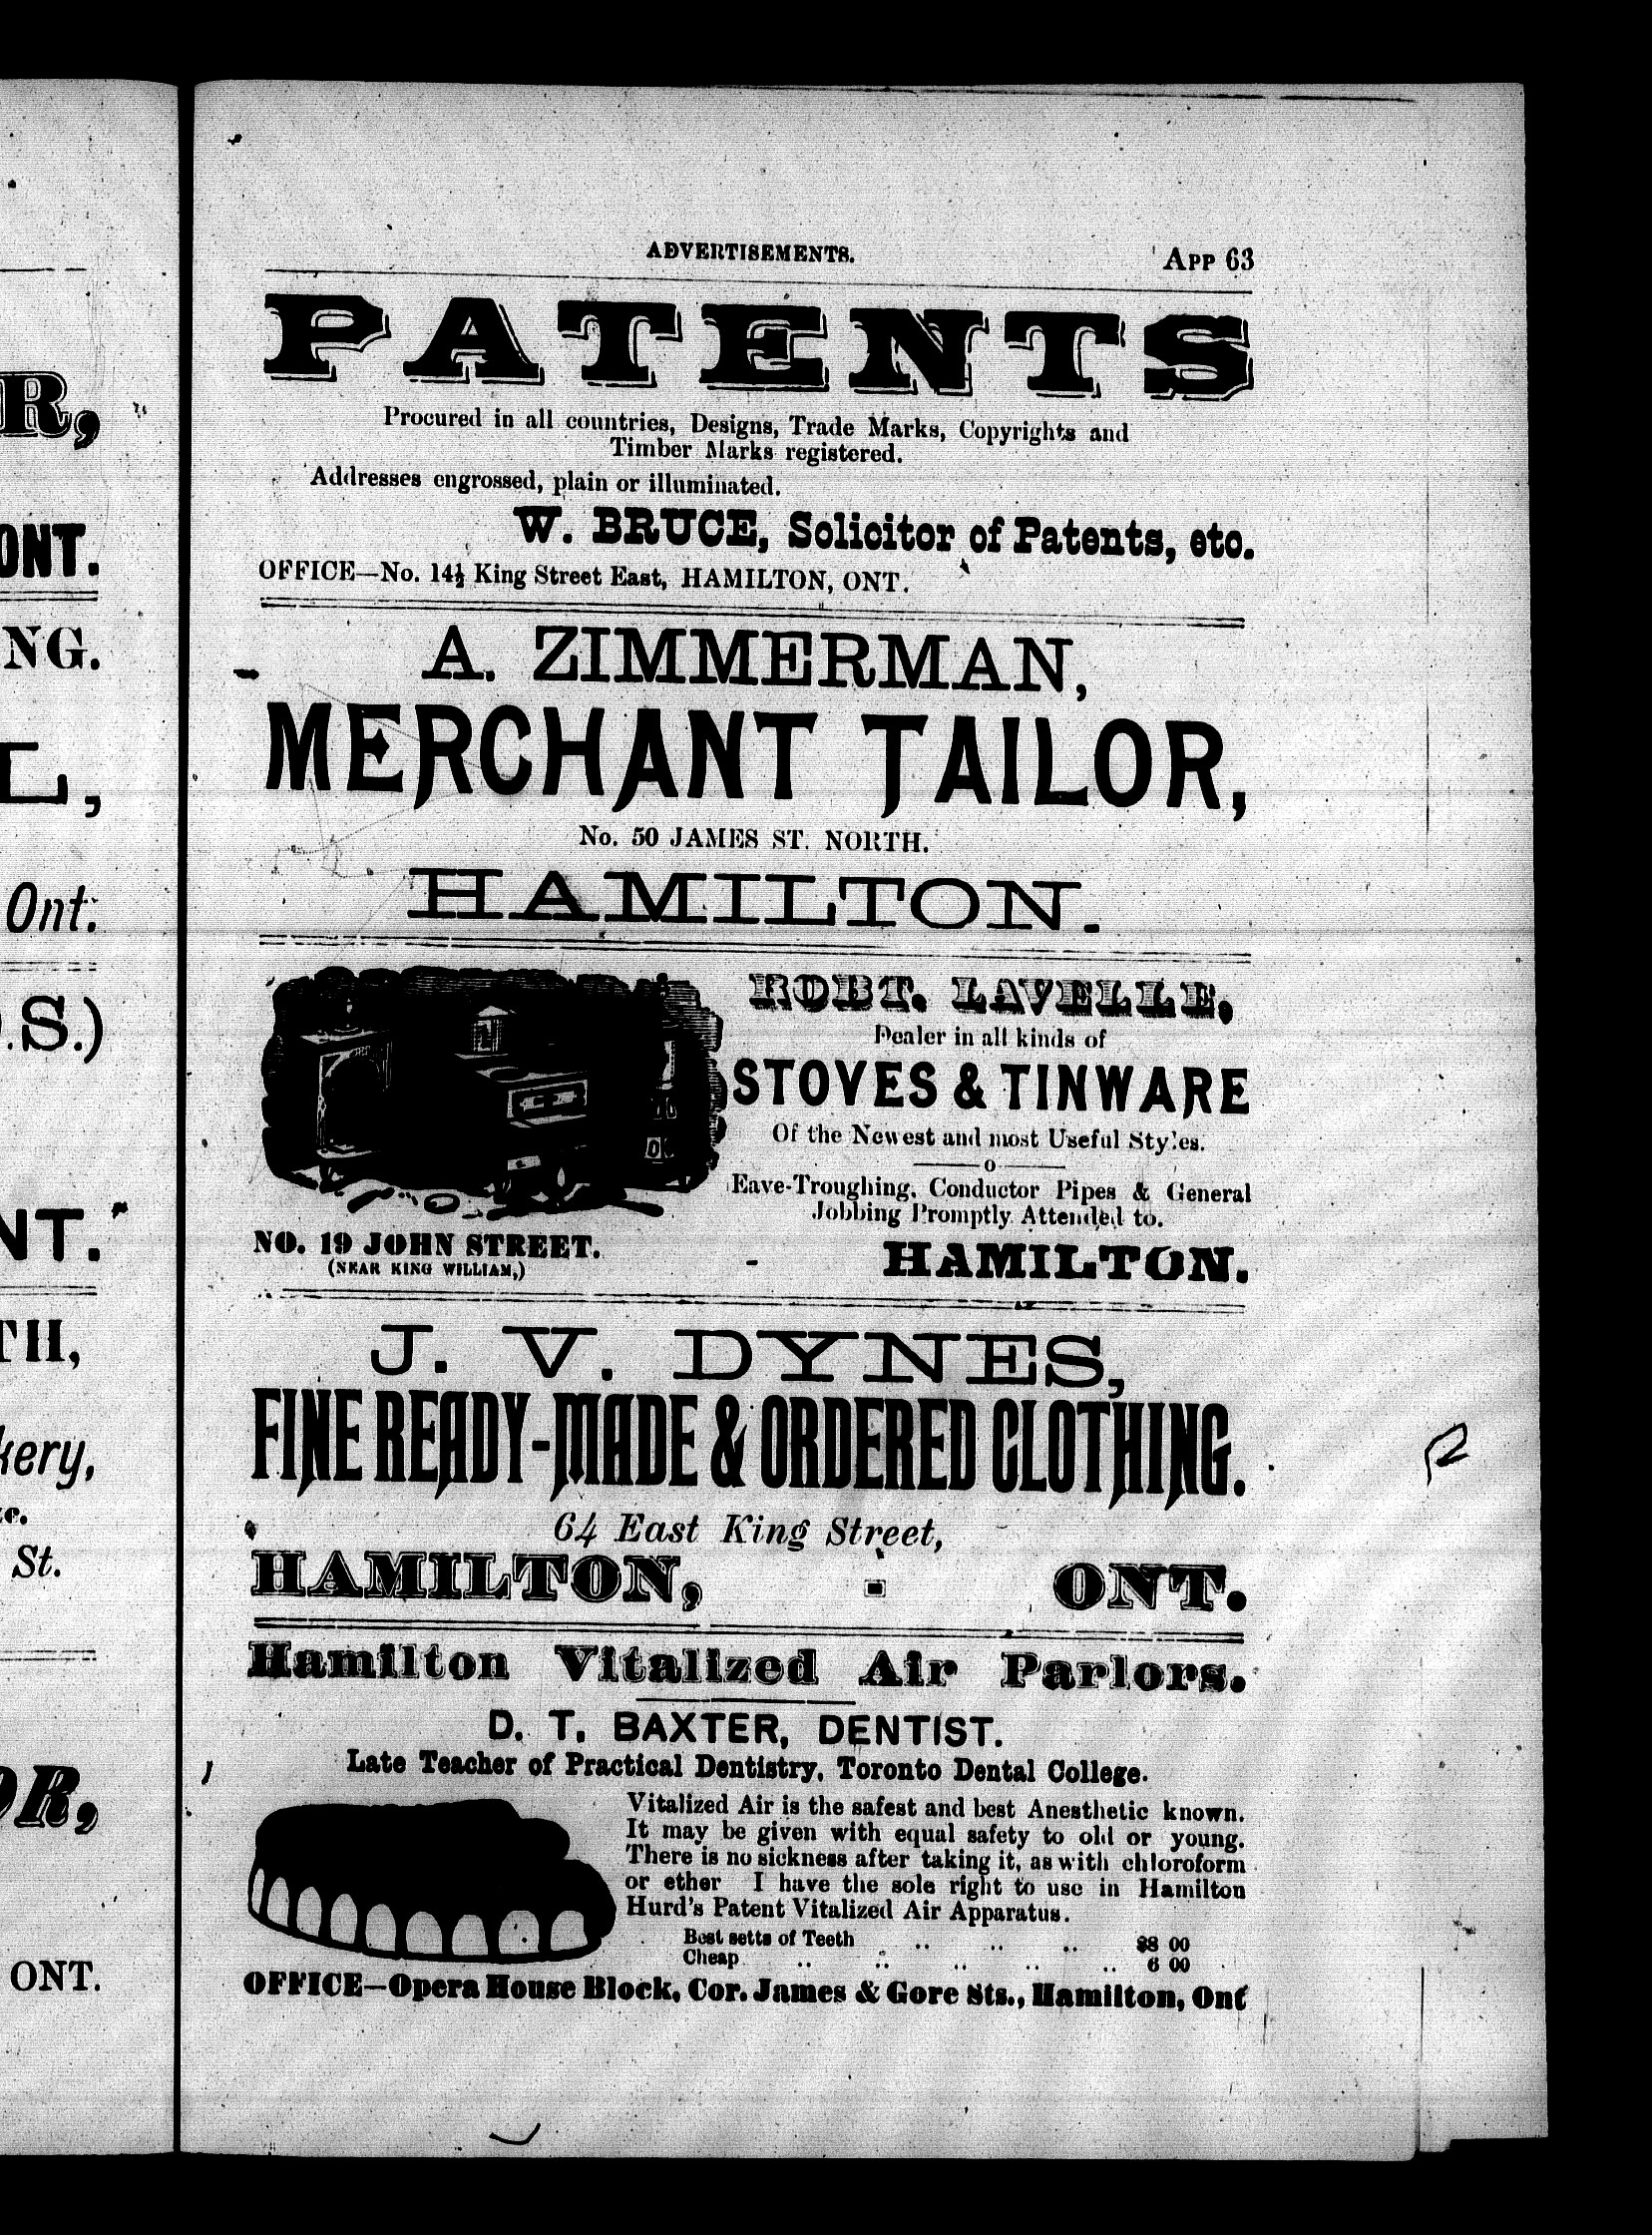 ADVERTISEMENTS. APP 63
PATENTS
Procured in all countries, Designs, Trade Marks, Copyrights and
Timber Marks registered.
Addresses engrossed, plain or illuminated.
W. BRUCE, Solicitor of Patents, etc.
OFFICE—No. 14½ King Street East, HAMILTON, ONT.
A. ZIMMERMAN,
MERCHANT TAILOR,
No. 50 JAMES ST. NORTH.
HAMILTON.
ROBT. LAVELLE,
Dealer in all kinds of
STOVES & TINWARE
Of the Newest and most Useful Styles.
——o——
Eave-Troughing, Conductor Pipes & General
Jobbing Promptly Attended to.
NO. 19 JOHN STREET. - HAMILTON.
(NEAR KING WILLIAM,)
J. V. DYNES,
FINE READY-MADE & ORDERED CLOTHING.
64 East King Street,
HAMILTON, - ONT.
Hamilton Vitalized Air Parlors.
D. T. BAXTER, DENTIST.
Late Teacher of Practical Dentistry, Toronto Dental College.
Vitalized Air is the safest and best Anesthetic known.
It may be given with equal safety to old or young.
There is no sickness after taking it, as with chloroform
or ether I have the sole right to use in Hamilton
Hurd's Patent Vitalized Air Apparatus.
Best setts of Teeth .. .. .. $8 00
Cheap .. .. .. .. .. 6 00
OFFICE—Opera House Block, Cor. James & Gore Sts., Hamilton, Ont
R,
ONT.
NG.
L,
Ont.
.S.)
NT.
TH,
kery,
St.
OR,
ONT.